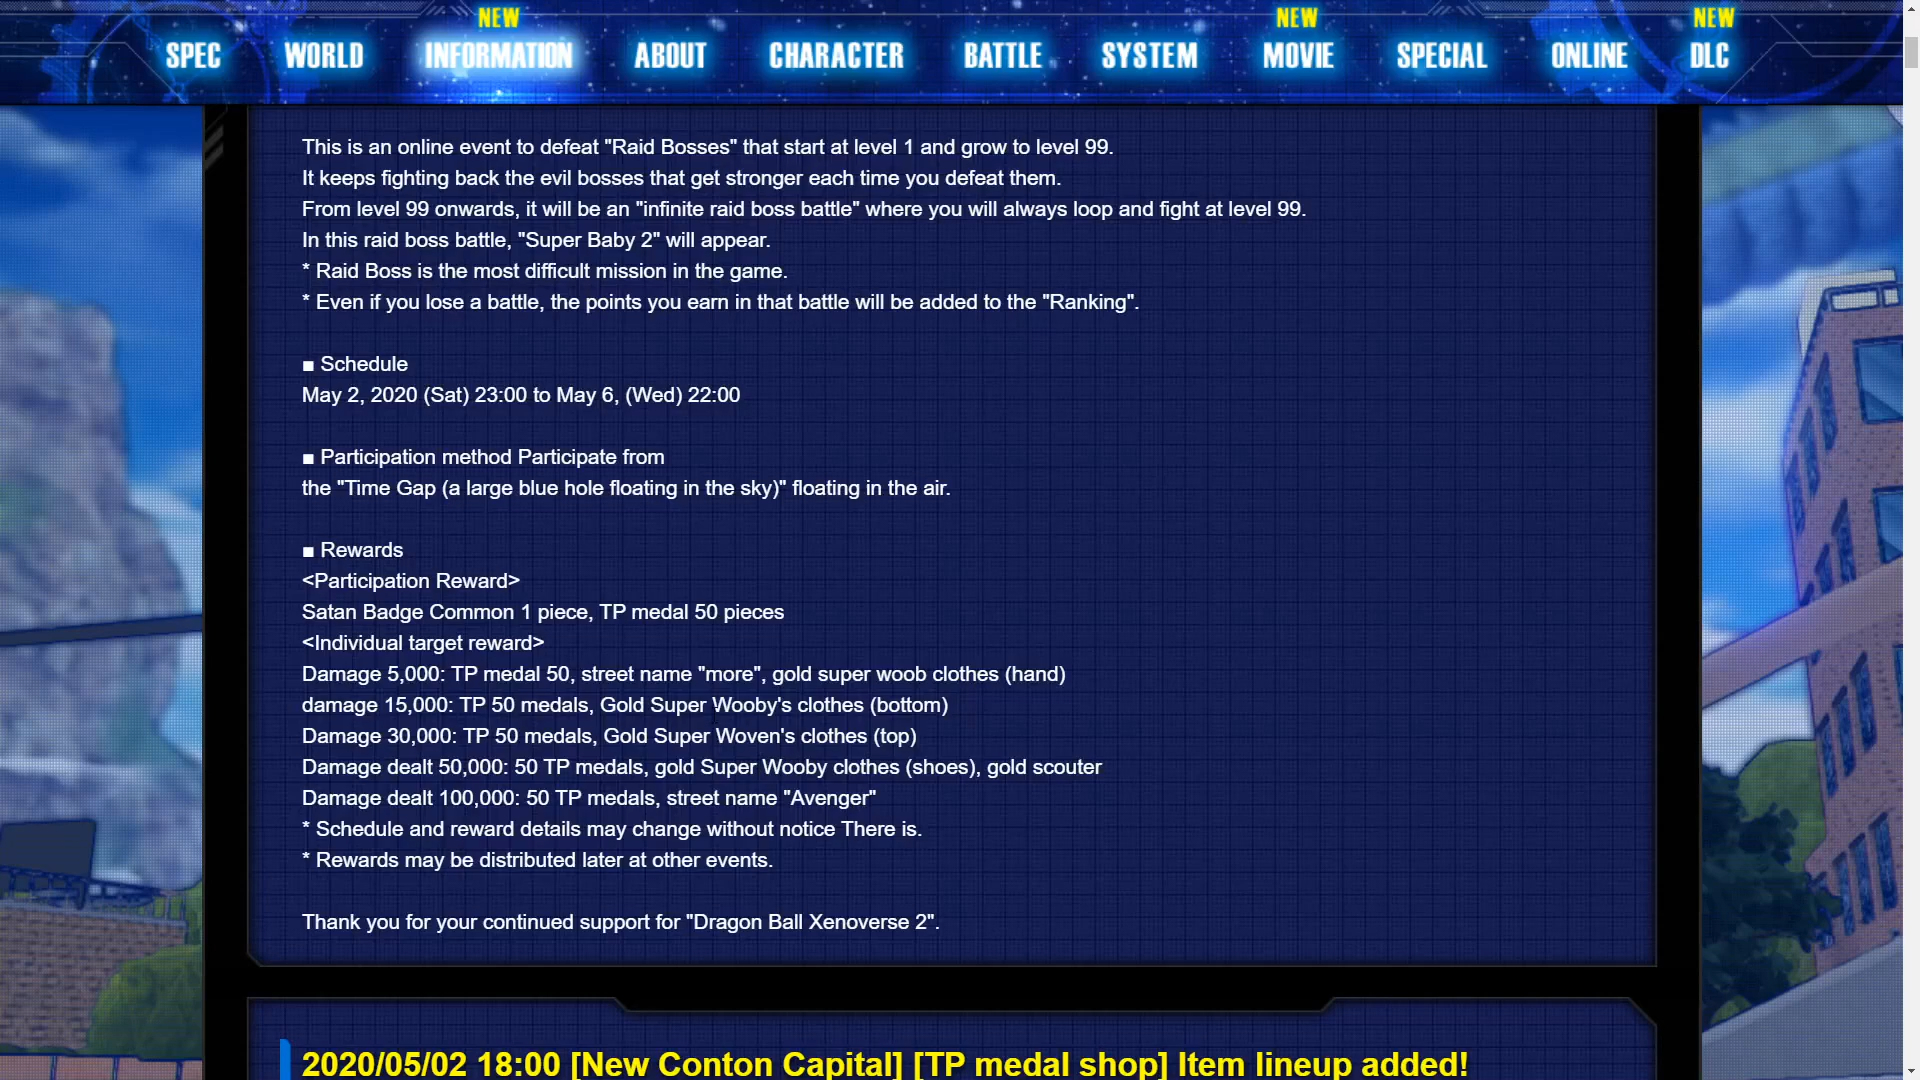 NEW NEW NEW
SPEC WORLD INFORMATION ABOUT CHARACTER BATTLE SYSTEM MOVIE SPECIAL ONLINE DLC
This is an online event to defeat "Raid Bosses" that start at level 1 and grow to level 99.
It keeps fighting back the evil bosses that get stronger each time you defeat them.
From level 99 onwards, it will be an "infinite raid boss battle" where you will always loop and fight at level 99.
In this raid boss battle, "Super Baby 2" will appear.
* Raid Boss is the most difficult mission in the game.
* Even if you lose a battle, the points you earn in that battle will be added to the "Ranking".
■ Schedule
May 2, 2020 (Sat) 23:00 to May 6, (Wed) 22:00
■ Participation method Participate from
the "Time Gap (a large blue hole floating in the sky)" floating in the air.
■ Rewards
<Participation Reward>
Satan Badge Common 1 piece, TP medal 50 pieces
<Individual target reward>
Damage 5,000: TP medal 50, street name "more", gold super woob clothes (hand)
damage 15,000: TP 50 medals, Gold Super Wooby's clothes (bottom)
Damage 30,000: TP 50 medals, Gold Super Woven's clothes (top)
Damage dealt 50,000: 50 TP medals, gold Super Wooby clothes (shoes), gold scouter
Damage dealt 100,000: 50 TP medals, street name "Avenger"
* Schedule and reward details may change without notice There is.
* Rewards may be distributed later at other events.
Thank you for your continued support for "Dragon Ball Xenoverse 2".
2020/05/02 18:00 [New Conton Capital] [TP medal shop] Item lineup added!